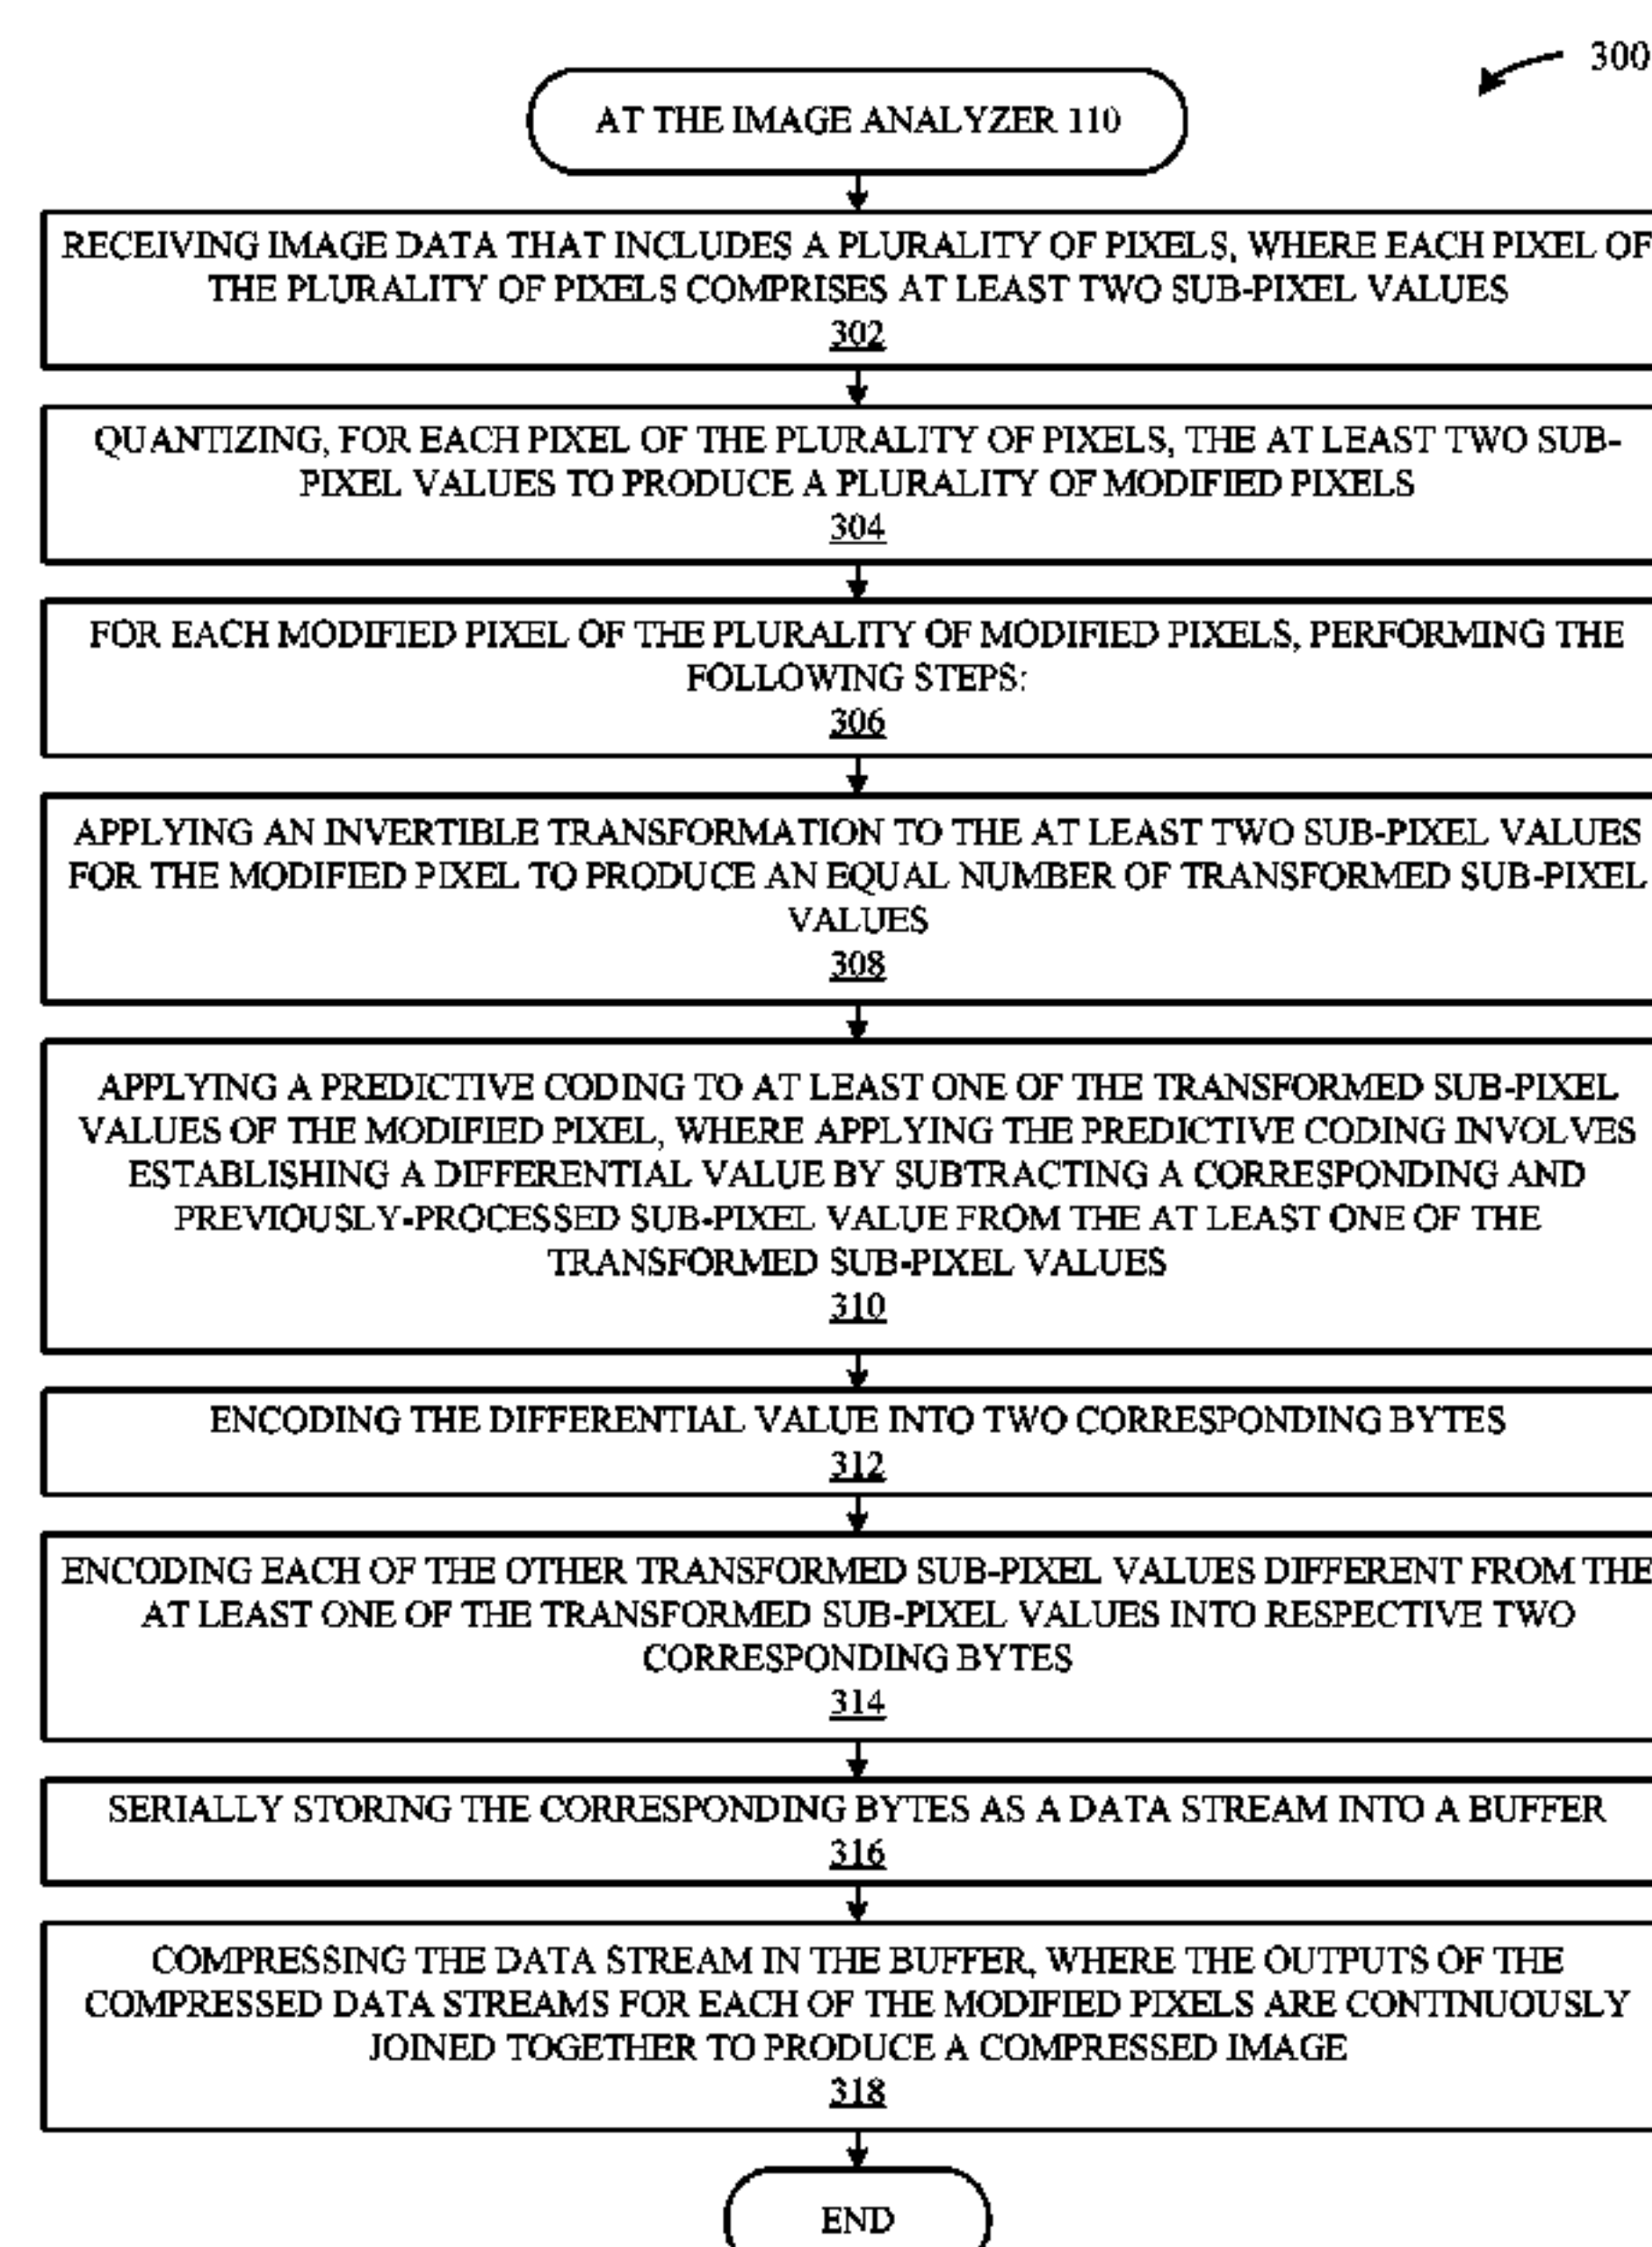 300
AT THE IMAGE ANALYZER 110
RECEIVING IMAGE DATA THAT INCLUDES A PLURALITY OF PIXELS, WHERE EACH PIXEL OF
THE PLURALITY OF PIXELS COMPRISES AT LEAST TWO SUB-PIXEL VALUES
302
QUANTIZING, FOR EACH PIXEL OF THE PLURALITY OF PIXELS, THE AT LEAST TWO SUB-
PIXEL VALUES TO PRODUCE A PLURALITY OF MODIFIED PIXELS
304
FOR EACH MODIFIED PIXEL OF THE PLURALITY OF MODIFIED PIXELS, PERFORMING THE
FOLLOWING STEPS:
306
APPLYING AN INVERTIBLE TRANSFORMATION TO THE AT LEAST TWO SUB-PIXEL VALUES
FOR THE MODIFIED PIXEL TO PRODUCE AN EQUAL NUMBER OF TRANSFORMED SUB-PIXEL
VALUES
308
APPLYING A PREDICTIVE CODING TO AT LEAST ONE OF THE TRANSFORMED SUB-PIXEL
VALUES OF THE MODIFIED PIXEL, WHERE APPLYING THE PREDICTIVE CODING INVOLVES
ESTABLISHING A DIFFERENTIAL VALUE BY SUBTRACTING A CORRESPONDING AND
PREVIOUSLY-PROCESSED SUB-PIXEL VALUE FROM THE AT LEAST ONE OF THE
TRANSFORMED SUB-PIXEL VALUES
310
ENCODING THE DIFFERENTIAL VALUE INTO TWO CORRESPONDING BYTES
312
ENCODING EACH OF THE OTHER TRANSFORMED SUB-PIXEL VALUES DIFFERENT FROM THE
AT LEAST ONE OF THE TRANSFORMED SUB-PIXEL VALUES INTO RESPECTIVE TWO
CORRESPONDING BYTES
314
SERIALLY STORING THE CORRESPONDING BYTES AS A DATA STREAM INTO A BUFFER
316
COMPRESSING THE DATA STREAM IN THE BUFFER, WHERE THE OUTPUTS OF THE
COMPRESSED DATA STREAMS FOR EACH OF THE MODIFIED PIXELS ARE CONTINUOUSLY
JOINED TOGETHER TO PRODUCE A COMPRESSED IMAGE
318
END